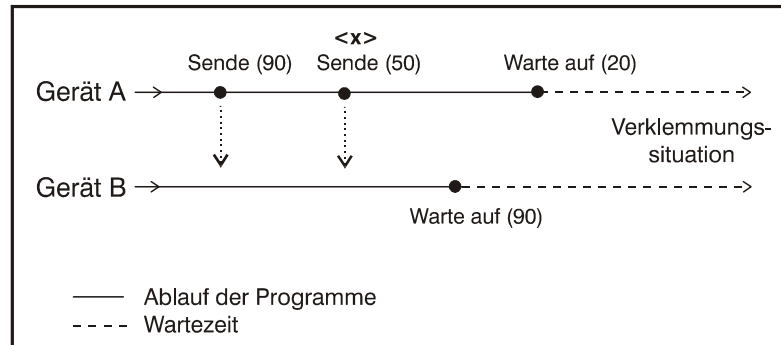 <x>
Sende (90) Sende (50) Warte auf (20)
Gerät A
Verklemmungs-
situation
Gerät B
Warte auf (90)
Ablauf der Programme
Wartezeit